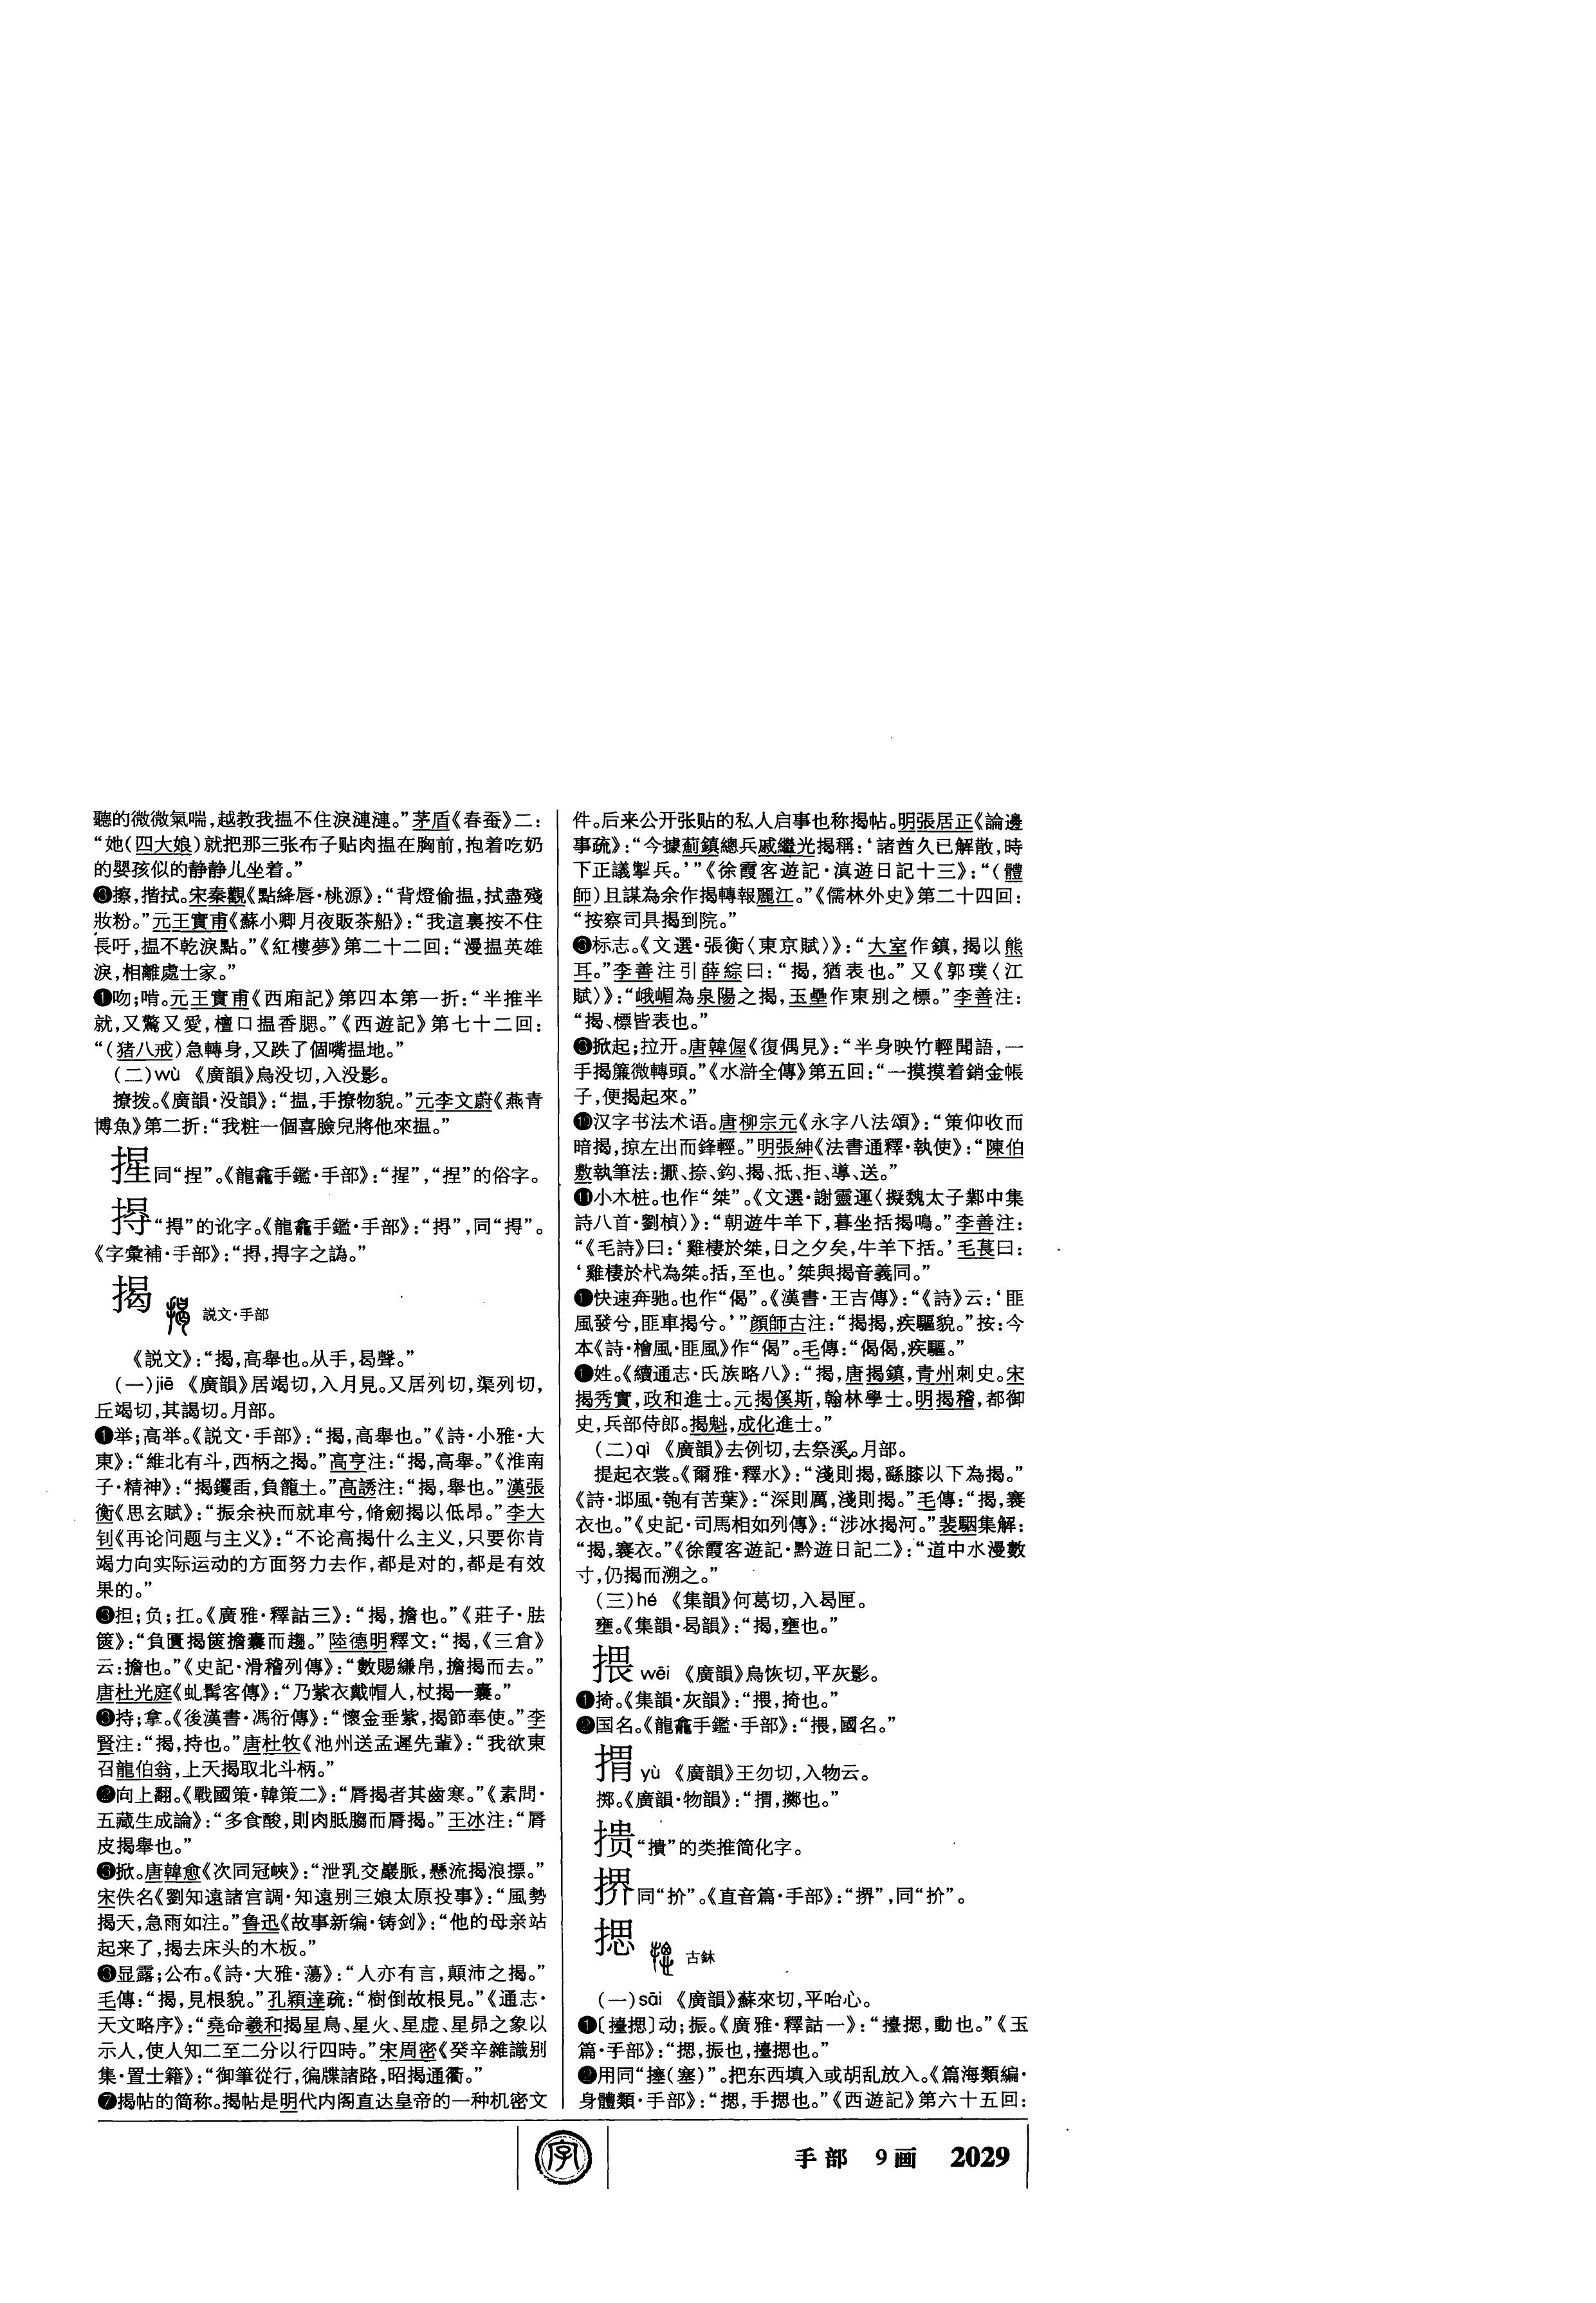 聽的微微氣喘，越教我揾不住淚漣漣。”茅盾《春蚕》二：
“她（四大娘）就把那三张布子贴肉揾在胸前，抱着吃奶
的嬰孩似的静静儿坐着。”
❸擦，揩拭。宋秦觀《點絳唇·桃源》：“背燈偷揾，拭盡殘
妝粉。”元王實甫《蘇小卿月夜販茶船》：“我這裏按不住
長吁，揾不乾淚點。”《紅樓夢》第二十二回：“漫揾英雄
淚，相離處士家。”
❶吻；啃。元王實甫《西廂記》第四本第一折：“半推半
就，又驚又愛，檀口揾香腮。”《西遊記》第七十二回：
“（猪八戒）急轉身，又跌了個嘴揾地。”
（二）wù　《廣韻》烏没切，入没影。
撩拨。《廣韻·没韻》：“揾，手撩物貌。”元李文蔚《燕青
博魚》第二折：“我粧一個喜臉兒將他來揾。”
揑同“捏”。《龍龕手鑑·手部》：“揑”，“捏”的俗字。
“㝶”的讹字。《龍龕手鑑·手部》：
《字彙補·手部》：
揭　説文·手部
《説文》：“揭，高舉也。从手，曷聲。”
（一）jiē　《廣韻》居竭切，入月見。又居列切，渠列切，
丘竭切，其謁切。月部。
❶举；高举。《説文·手部》：“揭，高舉也。”《詩·小雅·大
東》：“維北有斗，西柄之揭。”高亨注：“揭，高舉。”《淮南
子·精神》：“揭钁臿，負籠土。”高誘注：“揭，舉也。”漢張
衡《思玄賦》：“振余袂而就車兮，脩劒揭以低昂。”李大
钊《再论问题与主义》：“不论高揭什么主义，只要你肯
竭力向实际运动的方面努力去作，都是对的，都是有效
果的。”
❸担；负；扛。《廣雅·釋詁三》：“揭，擔也。”《莊子·胠
篋》：“負匱揭篋擔囊而趨。”陸德明釋文：“揭，《三倉》
云：擔也。”《史記·滑稽列傳》：“數賜縑帛，擔揭而去。”
唐杜光庭《虬髯客傳》：“乃紫衣戴帽人，杖揭一囊。”
❸持；拿。《後漢書·馮衍傳》：“懷金垂紫，揭節奉使。”李
賢注：“揭，持也。”唐杜牧《池州送孟遲先輩》：“我欲東
召龍伯翁，上天揭取北斗柄。”
❷向上翻。《戰國策·韓策二》：“脣揭者其齒寒。”《素問·
五藏生成論》：“多食酸，則肉胝䐢而脣揭。”王冰注：“脣
皮揭舉也。”
❸掀。唐韓愈《次同冠峽》：“泄乳交巖脈，懸流揭浪摽。”
宋佚名《劉知遠諸宫調·知遠别三娘太原投事》：“風勢
揭天，急雨如注。”鲁迅《故事新编·铸剑》：“他的母亲站
起来了，揭去床头的木板。”
❸显露；公布。《詩·大雅·蕩》：“人亦有言，顛沛之揭。”
毛傳：“揭，見根貌。”孔穎達疏：“樹倒故根見。”《通志·
天文略序》：“堯命羲和揭星鳥、星火、星虚、星昴之象以
示人，使人知二至二分以行四時。”宋周密《癸辛雜識别
集·置士籍》：“御筆從行，徧牒諸路，昭揭通衢。”
❼揭帖的简称。揭帖是明代内阁直达皇帝的一种机密文
件。后来公开张贴的私人启事也称揭帖。明張居正《論邊
事疏》：“今據薊鎮總兵戚繼光揭稱：‘諸酋久已解散，時
下正議掣兵。’”《徐霞客遊記·滇遊日記十三》：“（體
師）且謀為余作揭轉報麗江。”《儒林外史》第二十四回：
“按察司具揭到院。”
❸标志。《文選·張衡〈東京賦〉》：“大室作鎮，揭以熊
耳。”李善注引薛綜曰：“揭，猶表也。”又《郭璞〈江
賦〉》：“峨嵋為泉陽之揭，玉壘作東别之標。”李善注：
“揭、標皆表也。”
❸掀起；拉开。唐韓偓《復偶見》：“半身映竹輕聞語，一
手揭簾微轉頭。”《水滸全傳》第五回：“一摸摸着銷金帳
子，便揭起來。”
❿汉字书法术语。唐柳宗元《永字八法頌》：“策仰收而
暗揭，掠左出而鋒輕。”明張紳《法書通釋·執使》：“陳伯
敷執筆法：擫、捺、鈎、揭、抵、拒、導、送。”
⓫小木桩。也作“桀”。《文選·謝靈運〈擬魏太子鄴中集
詩八首·劉楨〉》：“朝遊牛羊下，暮坐括揭鳴。”李善注：
“《毛詩》曰：‘雞棲於桀，日之夕矣，牛羊下括。’毛萇曰：
‘雞棲於杙為桀。括，至也。’桀與揭音義同。”
❶快速奔驰。也作“偈”。《漢書·王吉傳》：“《詩》云：‘匪
風發兮，匪車揭兮。’”顔師古注：“揭揭，疾驅貌。”按：今
本《詩·檜風·匪風》作“偈”。毛傳：“偈偈，疾驅。”
❶姓。《續通志·氏族略八》：“揭，唐揭鎮，青州刺史。宋
揭秀實，政和進士。元揭傒斯，翰林學士。明揭稽，都御
史，兵部侍郎。揭魁，成化進士。”
（二）qì　《廣韻》去例切，去祭溪。月部。
提起衣裳。《爾雅·釋水》：“淺則揭，繇膝以下為揭。”
《詩·邶風·匏有苦葉》：“深則厲，淺則揭。”毛傳：“揭，褰
衣也。”《史記·司馬相如列傳》：“涉冰揭河。”裴駰集解：
“揭，褰衣。”《徐霞客遊記·黔遊日記二》：“道中水漫數
寸，仍揭而溯之。”
（三）hé　《集韻》何葛切，入曷匣。
壅。《集韻·曷韻》：“揭，壅也。”
揋 wēi　《廣韻》烏恢切，平灰影。
❶掎。《集韻·灰韻》：“揋，掎也。”
❷国名。《龍龕手鑑·手部》：“揋，國名。”
㨒 yù　《廣韻》王勿切，入物云。
掷。《廣韻·物韻》：“㨒，擲也。”
㧟“撌”的类推简化字。
同“扴”。《直音篇·手部》：同“扴”。
揌　古鉨
（一）sāi　《廣韻》蘇來切，平咍心。
❶〔擡揌〕动；振。《廣雅·釋詁一》：“擡揌，動也。”《玉
篇·手部》：“揌，振也，擡揌也。”
❷用同“㩙（塞）”。把东西填入或胡乱放入。《篇海類編·
身體類·手部》：“揌，手揌也。”《西遊記》第六十五回：
字
手部　9画　2029